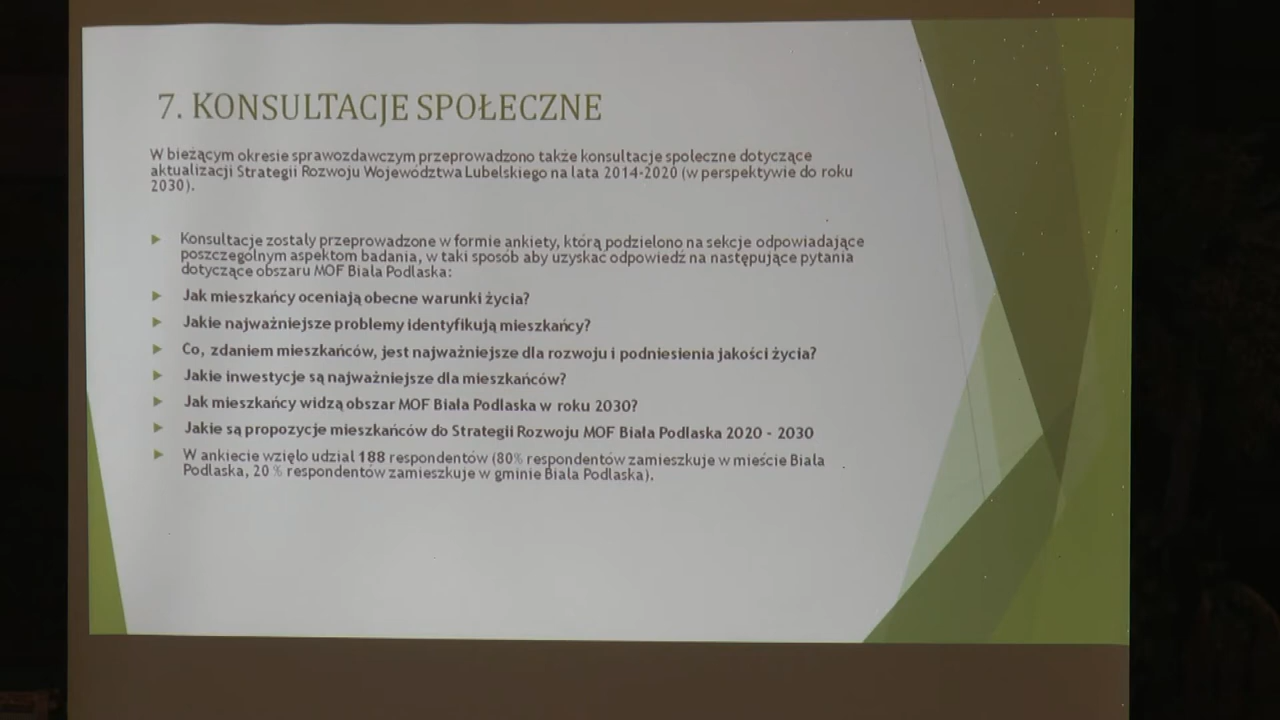 7. KONSULTACJE SPOŁECZNE
W bieżącym okresie sprawozdawczym przeprowadzono także konsultacje społeczne dotyczące
aktualizacji Strategii Rozwoju Województwa Lubelskiego na lata 2014-2020 (w perspektywie do roku
2030).
Konsultacje zostały przeprowadzone w formie ankiety, którą podzielono na sekcje odpowiadające
poszczególnym aspektom badania, w taki sposób aby uzyskać odpowiedź na następujące pytania
dotyczące obszaru MOF Biała Podlaska:
Jak mieszkańcy oceniają obecne warunki życia?
Jakie najważniejsze problemy identyfikują mieszkańcy?
Co, zdaniem mieszkańców, jest najważniejsze dla rozwoju i podniesienia jakości życia?
Jakie inwestycje są najważniejsze dla mieszkańców?
Jak mieszkańcy widzą obszar MOF Biała Podlaska w roku 2030?
Jakie są propozycje mieszkańców do Strategii Rozwoju MOF Biała Podlaska 2020 - 2030
W ankiecie wzięło udział 188 respondentów (80% respondentów zamieszkuje w mieście Biała
Podlaska, 20 % respondentów zamieszkuje w gminie Biała Podlaska).